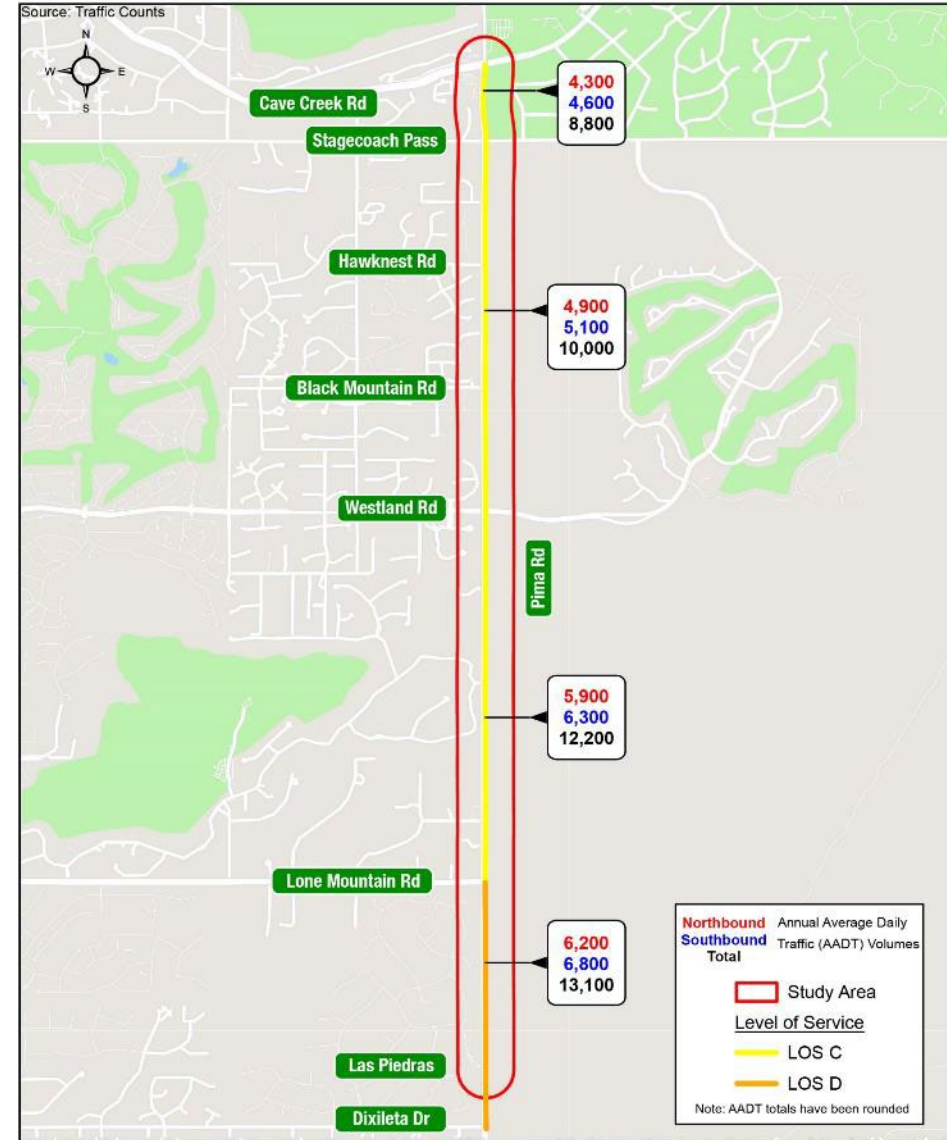 Source: Traffic Counts
N
W
E
S
Cave Creek Rd
4,300
4,600
8,800
Stagecoach Pass
Hawknest Rd
4,900
5,100
10,000
Black Mountain Rd
Westland Rd
Pima Rd
5,900
6,300
12,200
Lone Mountain Rd
6,200
6,800
13,100
Las Piedras
Dixileta Dr
Northbound Annual Average Daily
Southbound Traffic (AADT) Volumes
Total
Study Area
Level of Service
LOS C
LOS D
Note: AADT totals have been rounded